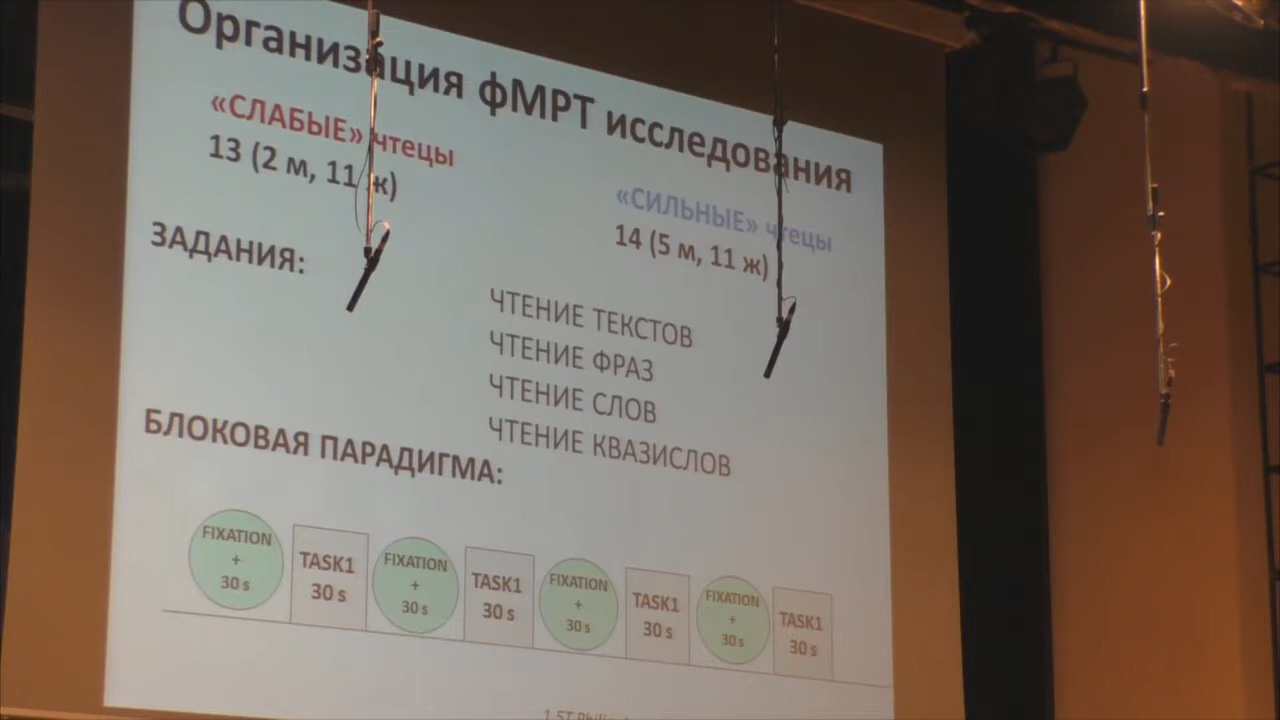 Организация фМРТ исследования
«СЛАБЫЕ» чтецы
13 (2 м, 11 ж)
«СИЛЬНЫЕ» чтецы
14 (5 м, 11 ж)
ЗАДАНИЯ:
ЧТЕНИЕ ТЕКСТОВ
ЧТЕНИЕ ФРАЗ
ЧТЕНИЕ СЛОВ
ЧТЕНИЕ КВАЗИСЛОВ
БЛОКОВАЯ ПАРАДИГМА:
FIXATION
+
30 s
TASK1
30 s
FIXATION
+
30 s
TASK1
30 s
FIXATION
+
30 s
TASK1
30 s
FIXATION
+
30 s
TASK1
30 s
1.5T